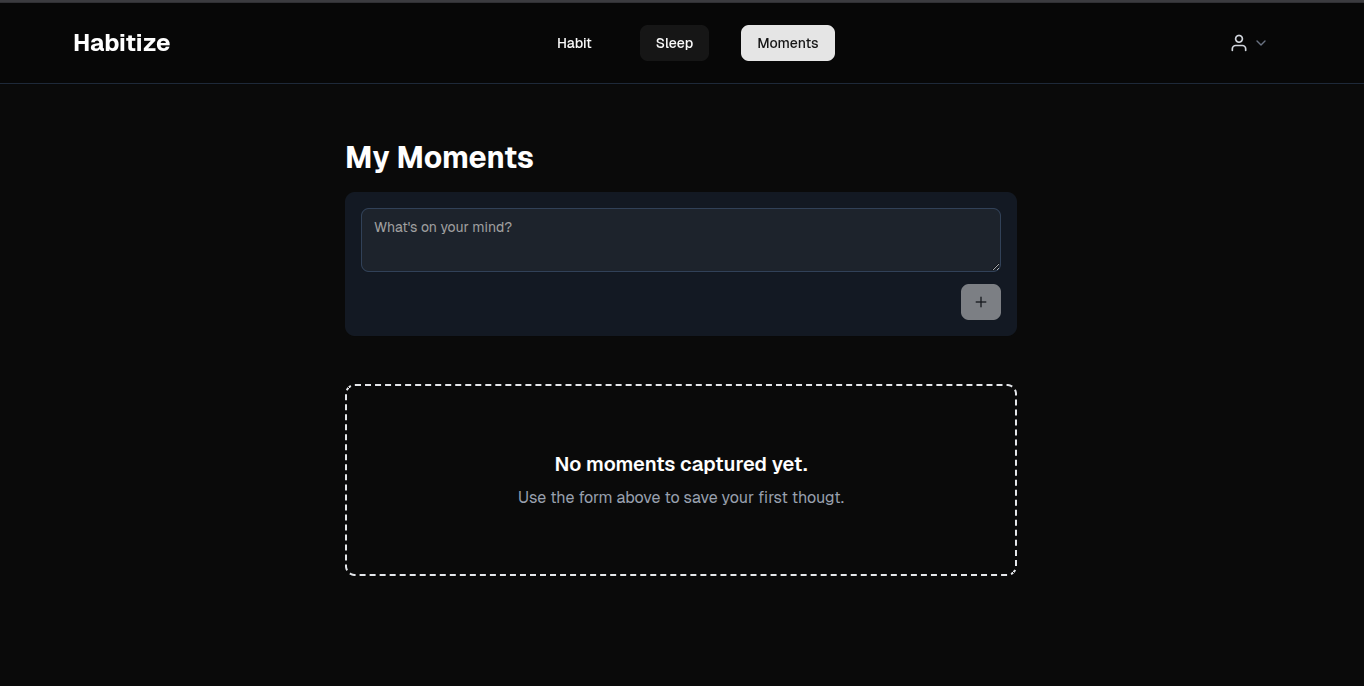 Habitize
Habit
Sleep
Moments
My Moments
What's on your mind?
No moments captured yet.
Use the form above to save your first thougt.